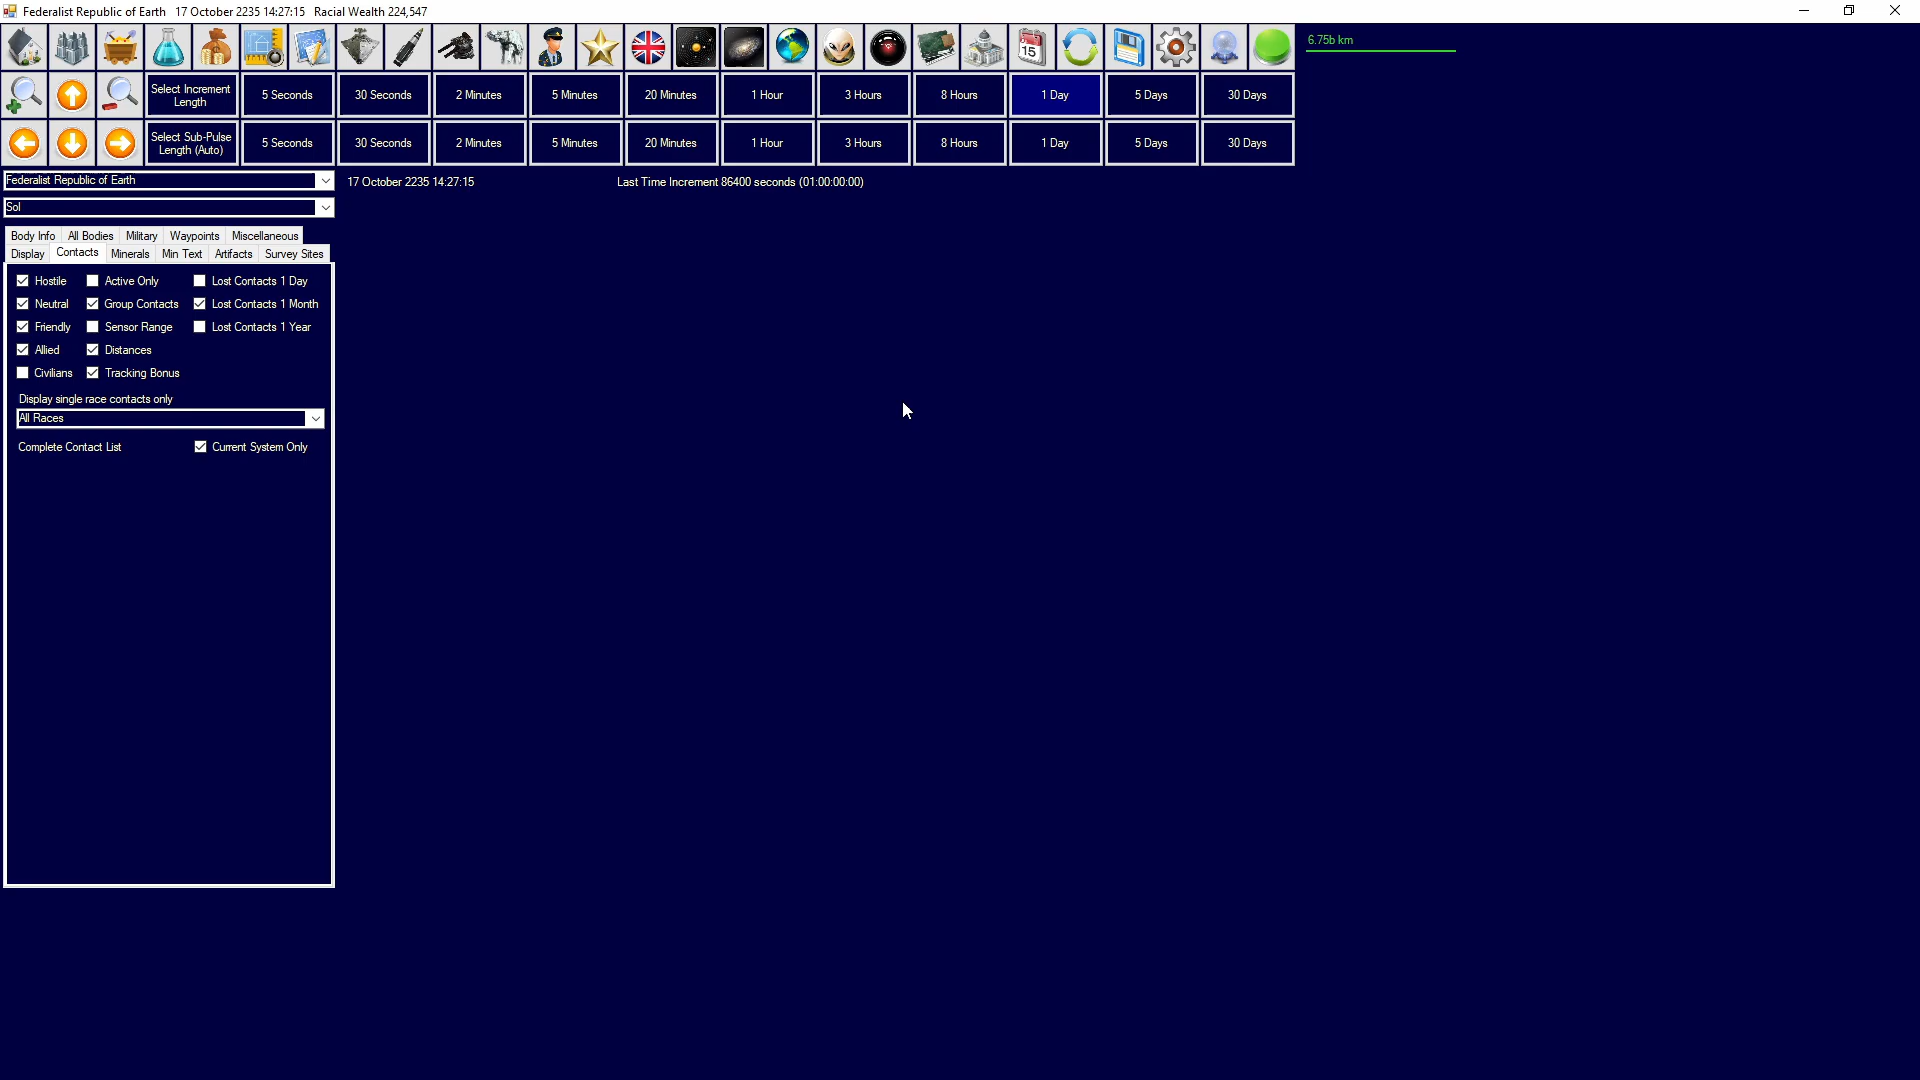 Federalist Republic of Earth   17 October 2235 14:27:15   Racial Wealth 224,547
15
6.75b km
Select Increment Length
5 Seconds
30 Seconds
2 Minutes
5 Minutes
20 Minutes
1 Hour
3 Hours
8 Hours
1 Day
5 Days
30 Days
Select Sub-Pulse Length (Auto)
5 Seconds
30 Seconds
2 Minutes
5 Minutes
20 Minutes
1 Hour
3 Hours
8 Hours
1 Day
5 Days
30 Days
Federalist Republic of Earth
17 October 2235 14:27:15
Last Time Increment 86400 seconds (01:00:00:00)
Sol
Body Info
All Bodies
Military
Waypoints
Miscellaneous
Display
Contacts
Minerals
Min Text
Artifacts
Survey Sites
Hostile
Active Only
Lost Contacts 1 Day
Neutral
Group Contacts
Lost Contacts 1 Month
Friendly
Sensor Range
Lost Contacts 1 Year
Allied
Distances
Civilians
Tracking Bonus
Display single race contacts only
All Races
Complete Contact List
Current System Only